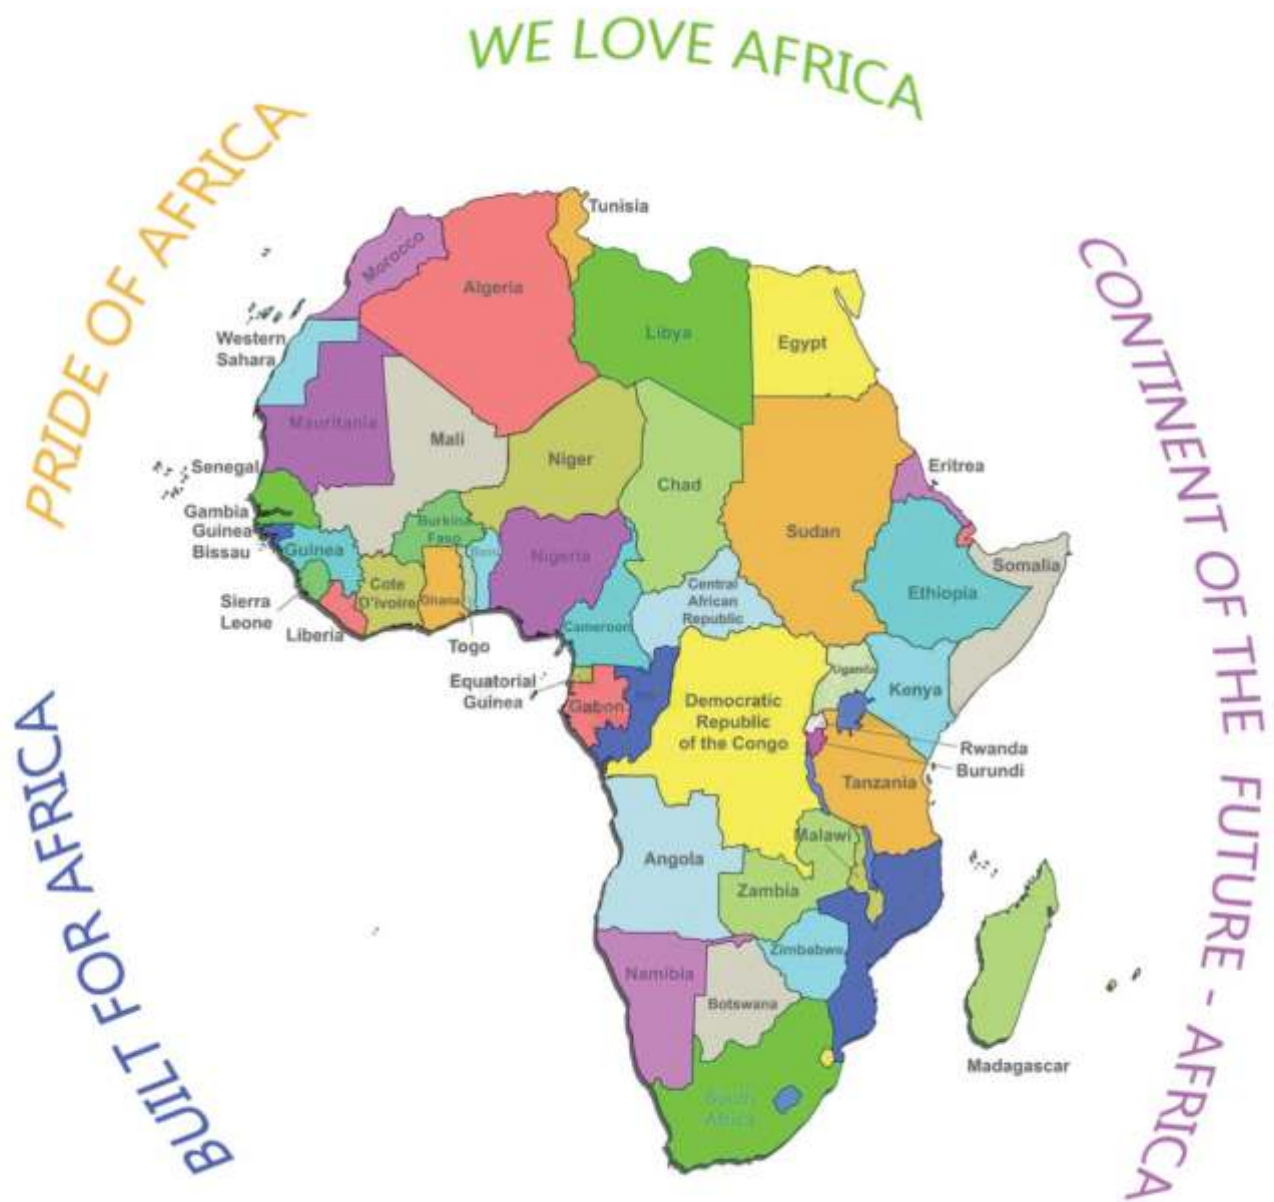 WE LOVE AFRICA
PRIDE OF AFRICA
CONTINENT OF THE FUTURE - AFRICA
BUILT FOR AFRICA
Tunisia
Morocco
Algeria
Libya
Egypt
Western
Sahara
Mauritania
Mali
Niger
Chad
Sudan
Eritrea
Senegal
Gambia
Guinea
Bissau
Guinea
Burkina
Faso
Nigeria
Sierra
Leone
Liberia
Cote
D'ivoire
Ghana
Togo
Central
African
Republic
Cameroon
Ethiopia
Somalia
Equatorial
Guinea
Gabon
Democratic
Republic
of the Congo
Uganda
Kenya
Rwanda
Burundi
Tanzania
Angola
Malawi
Zambia
Zimbabwe
Namibia
Botswana
Madagascar
South
Africa